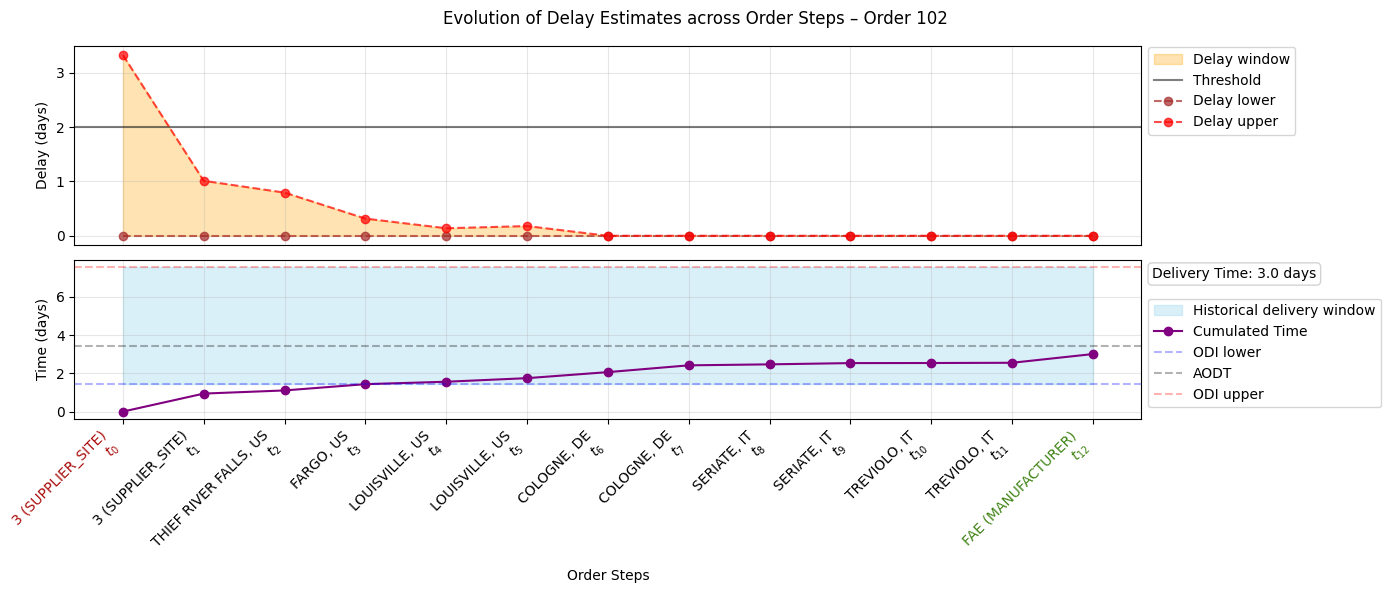 Evolution of Delay Estimates across Order Steps – Order 102
Delay (days)
3
2
1
0
Delay window
Threshold
Delay lower
Delay upper
Time (days)
6
4
2
0
Delivery Time: 3.0 days
Historical delivery window
Cumulated Time
ODI lower
AODT
ODI upper
3 (SUPPLIER_SITE)
t₀
3 (SUPPLIER_SITE)
t₁
THIEF RIVER FALLS, US
t₂
FARGO, US
t₃
LOUISVILLE, US
t₄
LOUISVILLE, US
t₅
COLOGNE, DE
t₆
COLOGNE, DE
t₇
SERIATE, IT
t₈
SERIATE, IT
t₉
TREVIOLO, IT
t₁₀
TREVIOLO, IT
t₁₁
FAE (MANUFACTURER)
t₁₂
Order Steps